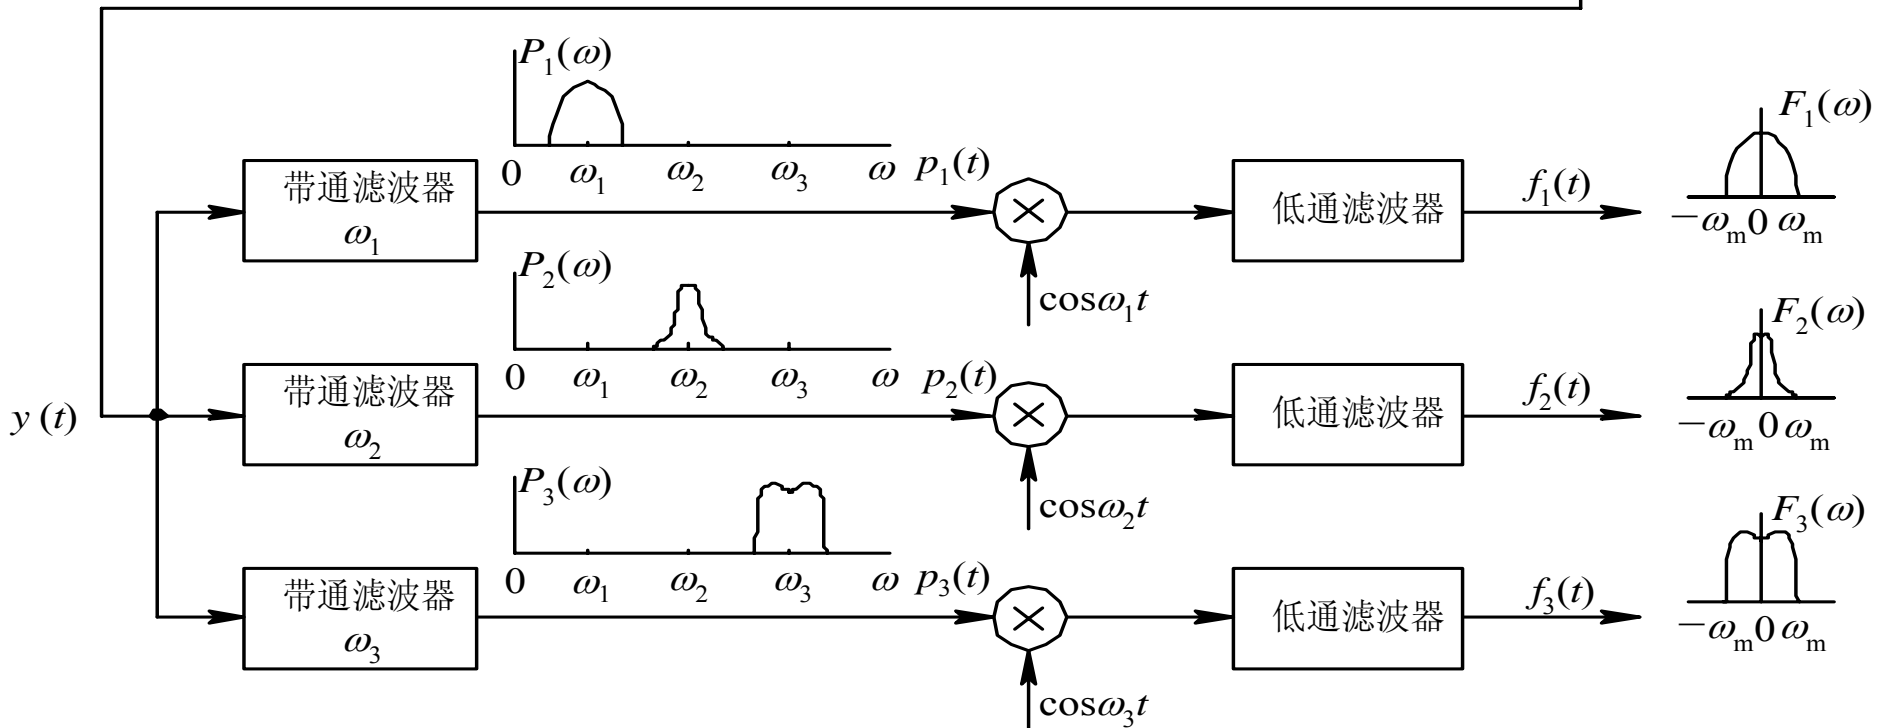 P₁(ω)
0 ω₁ ω₂ ω₃ ω
p₁(t)
F₁(ω)
−ωₘ 0 ωₘ
带通滤波器
ω₁
低通滤波器
f₁(t)
cosω₁t
P₂(ω)
0 ω₁ ω₂ ω₃ ω
p₂(t)
F₂(ω)
−ωₘ 0 ωₘ
y (t)
带通滤波器
ω₂
低通滤波器
f₂(t)
cosω₂t
P₃(ω)
0 ω₁ ω₂ ω₃ ω
p₃(t)
F₃(ω)
−ωₘ 0 ωₘ
带通滤波器
ω₃
低通滤波器
f₃(t)
cosω₃t